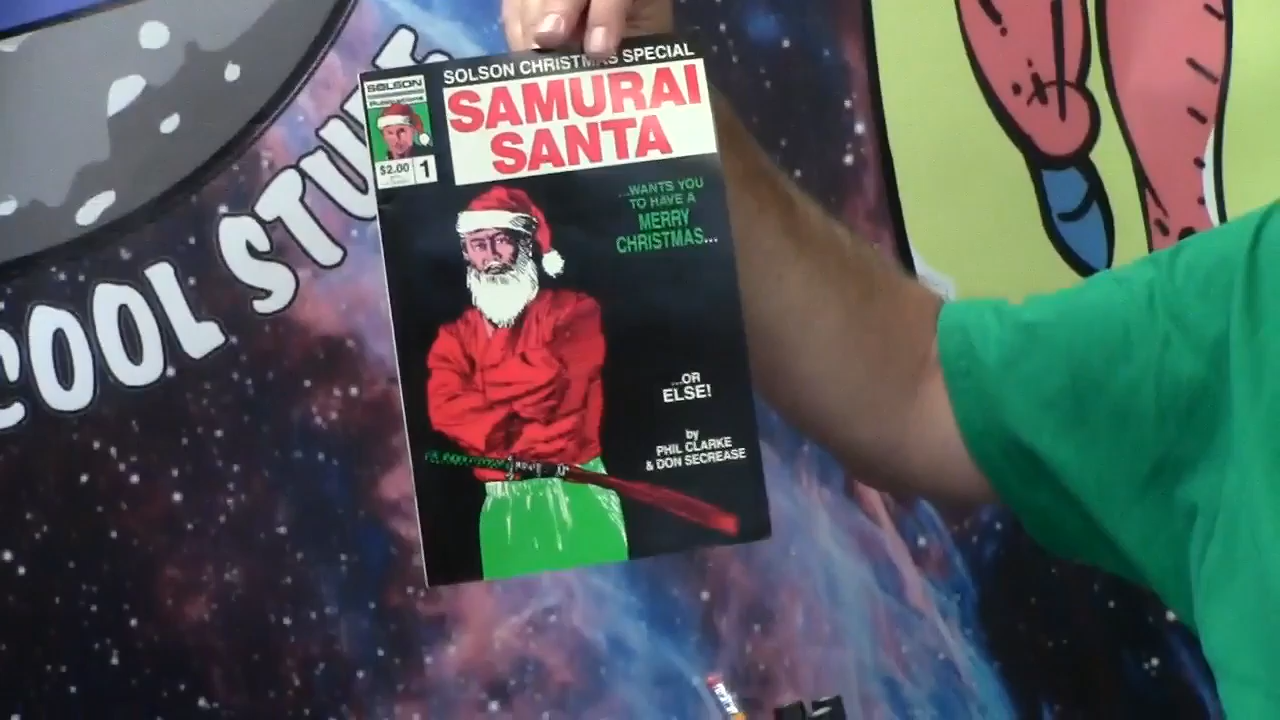 COOL STUF
SOLSON CHRISTMAS SPECIAL
SOLSON
Publications
$2.00
1
SAMURAI
SANTA
...WANTS YOU
TO HAVE A
MERRY
CHRISTMAS...
...OR
ELSE!
by
PHIL CLARKE
& DON SECREASE